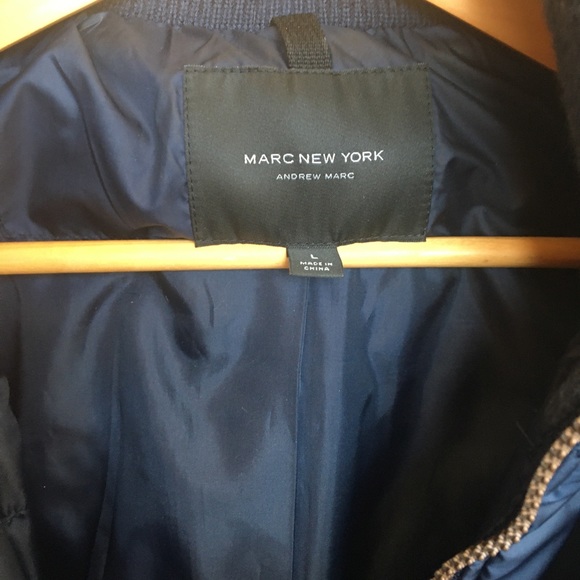 MARC NEW YORK
ANDREW MARC
L
MADE IN
CHINA